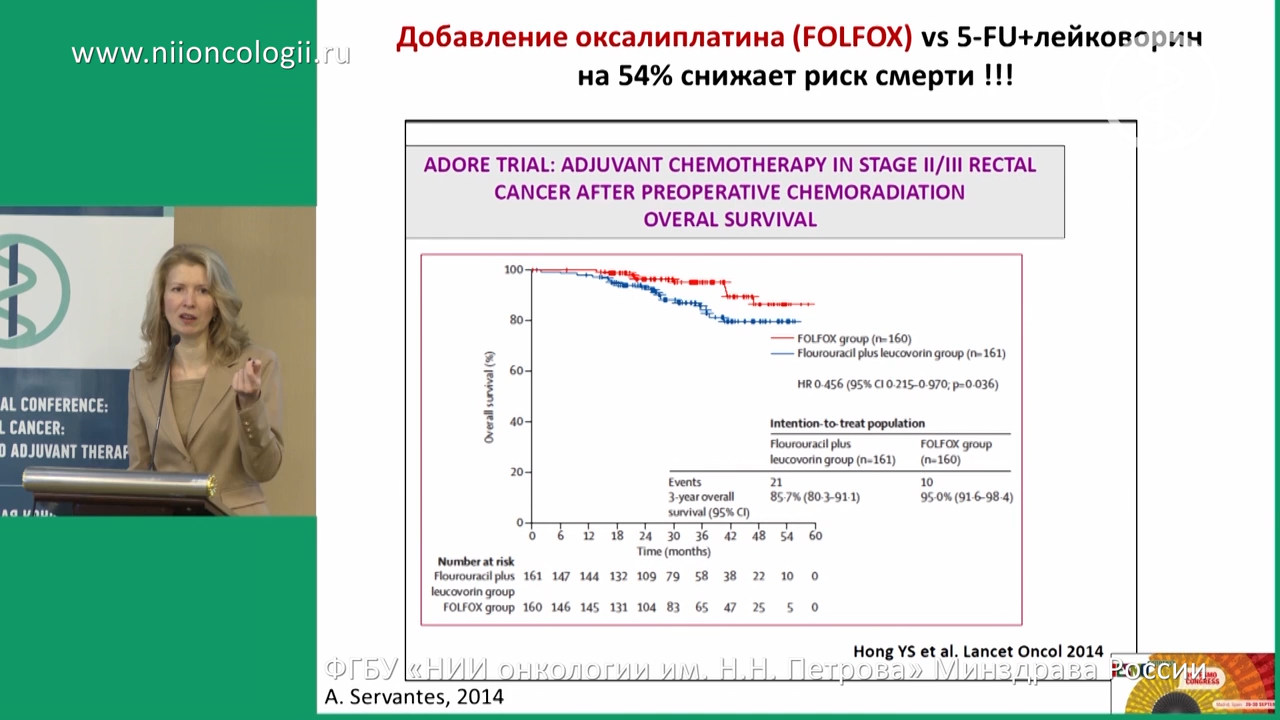 www.niioncologii.ru
Добавление оксалиплатина (FOLFOX) vs 5-FU+лейковорин
на 54% снижает риск смерти !!!
ADORE TRIAL: ADJUVANT CHEMOTHERAPY IN STAGE II/III RECTAL
CANCER AFTER PREOPERATIVE CHEMORADIATION
OVERAL SURVIVAL
100
80
60
40
20
0
Overall survival (%)
FOLFOX group (n=160)
Flourouracil plus leucovorin group (n=161)
HR 0·456 (95% CI 0·215–0·970; p=0·036)
Intention-to-treat population
Flourouracil plus
leucovorin group (n=161)
FOLFOX group
(n=160)
Events 21 10
3-year overall 85·7% (80·3–91·1) 95·0% (91·6–98·4)
survival (95% CI)
0 6 12 18 24 30 36 42 48 54 60
Time (months)
Number at risk
Flourouracil plus 161 147 144 132 109 79 58 38 22 10 0
leucovorin group
FOLFOX group 160 146 145 131 104 83 65 47 25 5 0
Hong YS et al. Lancet Oncol 2014
ФГБУ «НИИ онкологии им. Н.Н. Петрова» Минздрава России
A. Servantes, 2014
AL CONFERENCE:
L CANCER:
D ADJUVANT THERAP
CONGRESS